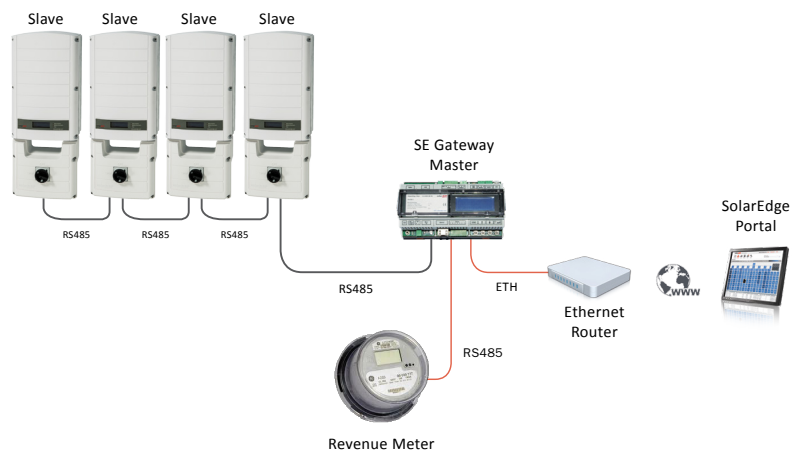 Slave Slave Slave Slave
SE Gateway
Master
SolarEdge
Portal
RS485 RS485 RS485
RS485
ETH
WWW
Ethernet
Router
RS485
Revenue Meter